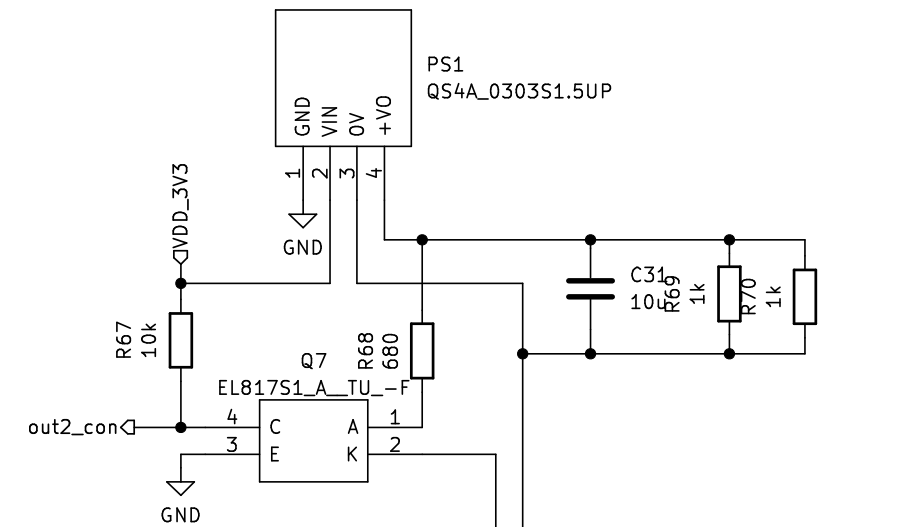 PS1
QS4A_0303S1.5UP
GND
VIN
0V
+VO
1
2
3
4
VDD_3V3
GND
C31
10u
R69
1k
R70
1k
R67
10k
R68
680
Q7
EL817S1_A__TU_-F
out2_con
4
C
A
1
3
E
K
2
GND